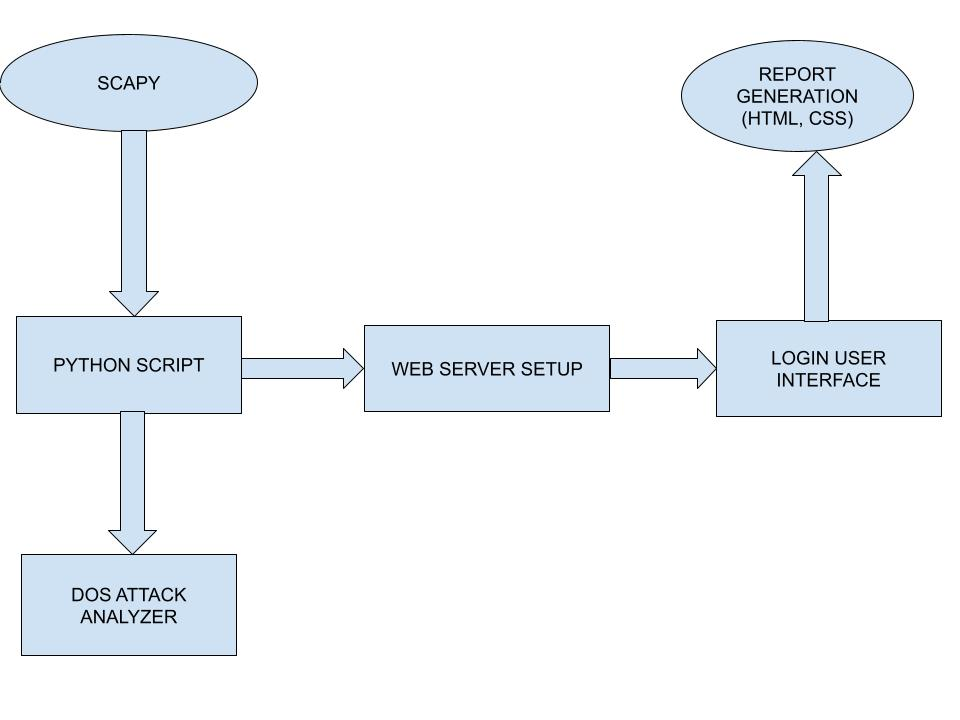 SCAPY
REPORT
GENERATION
(HTML, CSS)
PYTHON SCRIPT
WEB SERVER SETUP
LOGIN USER
INTERFACE
DOS ATTACK
ANALYZER